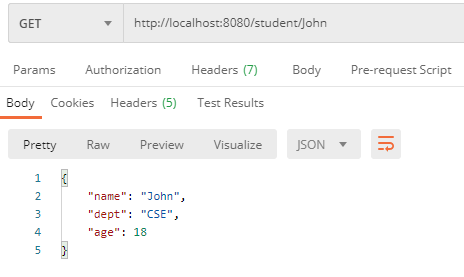 GET http://localhost:8080/student/John
Params Authorization Headers (7) Body Pre-request Script
Body Cookies Headers (5) Test Results
Pretty Raw Preview Visualize JSON
1 {
2 "name": "John",
3 "dept": "CSE",
4 "age": 18
5 }